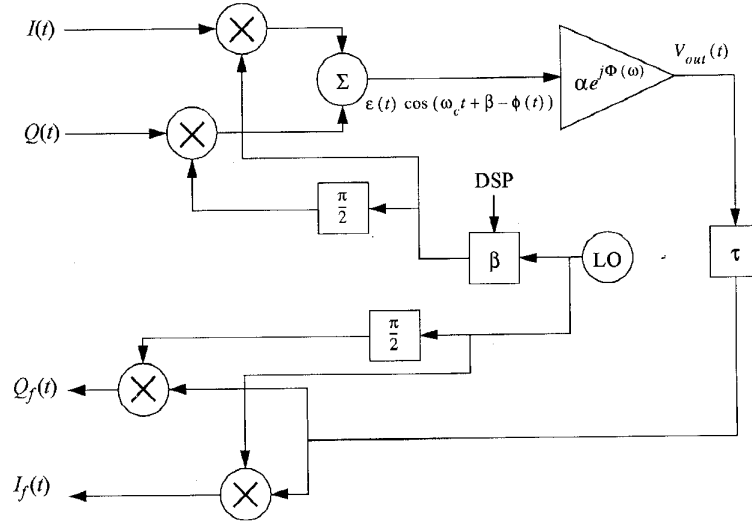 I(t)
Σ
V_out(t)
αe^{jΦ(ω)}
ε(t) cos(ω_c t + β − ϕ(t))
Q(t)
π/2
DSP
β
LO
τ
π/2
Q_f(t)
I_f(t)